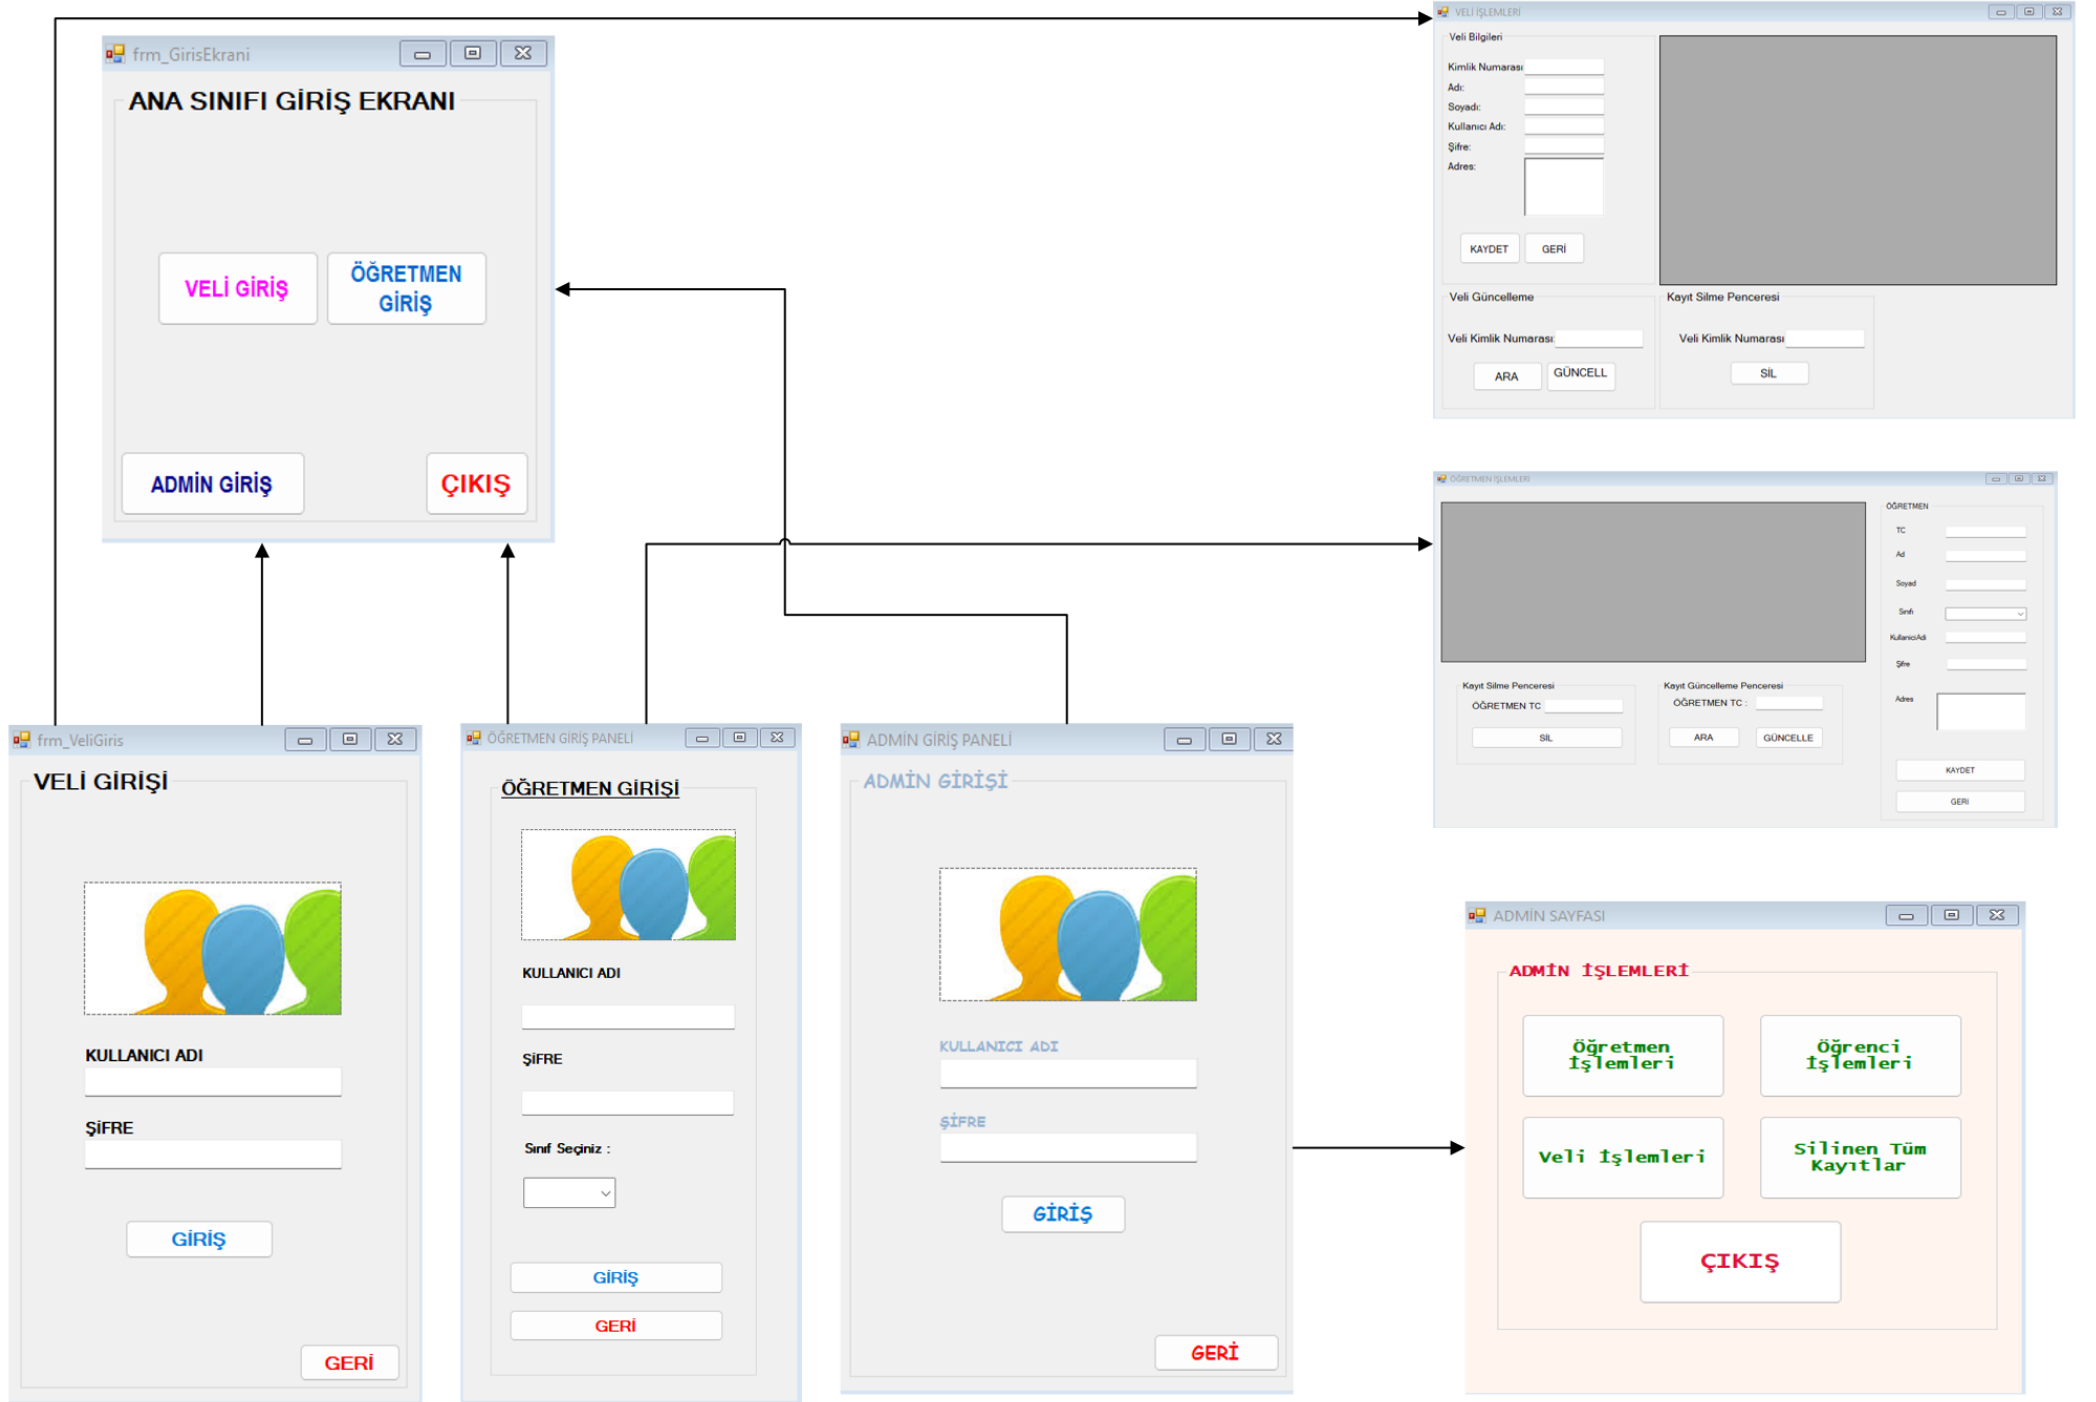 frm_GirisEkrani
ANA SINIFI GİRİŞ EKRANI
VELİ GİRİŞ
ÖĞRETMEN
GİRİŞ
ADMİN GİRİŞ
ÇIKIŞ
VELİ İŞLEMLERİ
Veli Bilgileri
Kimlik Numarası
Adı:
Soyadı:
Kullanıcı Adı:
Şifre:
Adres:
KAYDET
GERİ
Veli Güncelleme
Veli Kimlik Numarası:
ARA
GÜNCELL
Kayıt Silme Penceresi
Veli Kimlik Numarası
SİL
ÖĞRETMEN İŞLEMLERİ
ÖĞRETMEN
TC
Ad
Soyad
Sınıfı
KullaniciAdi
Şifre
Adres
KAYDET
GERİ
Kayıt Silme Penceresi
ÖĞRETMEN TC
SİL
Kayıt Güncelleme Penceresi
ÖĞRETMEN TC :
ARA
GÜNCELLE
frm_VeliGiris
VELİ GİRİŞİ
KULLANICI ADI
ŞİFRE
GİRİŞ
GERİ
ÖĞRETMEN GİRİŞ PANELİ
ÖĞRETMEN GİRİŞİ
KULLANICI ADI
ŞİFRE
Sınıf Seçiniz :
GİRİŞ
GERİ
ADMİN GİRİŞ PANELİ
ADMİN GİRİŞİ
KULLANICI ADI
ŞİFRE
GİRİŞ
GERİ
ADMİN SAYFASI
ADMİN İŞLEMLERİ
Öğretmen
İşlemleri
Öğrenci
İşlemleri
Veli İşlemleri
Silinen Tüm
Kayıtlar
ÇIKIŞ